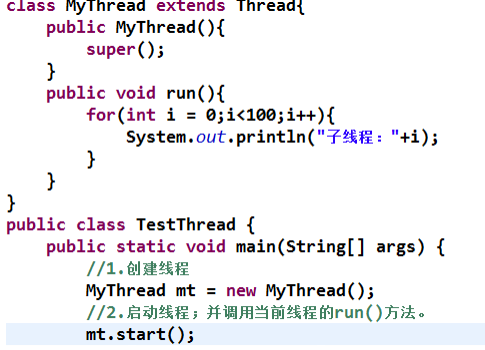 class MyThread extends Thread{
    public MyThread(){
        super();
    }
    public void run(){
        for(int i = 0;i<100;i++){
            System.out.println("子线程："+i);
        }
    }
}
public class TestThread {
    public static void main(String[] args) {
        //1.创建线程
        MyThread mt = new MyThread();
        //2.启动线程；并调用当前线程的run()方法。
        mt.start();